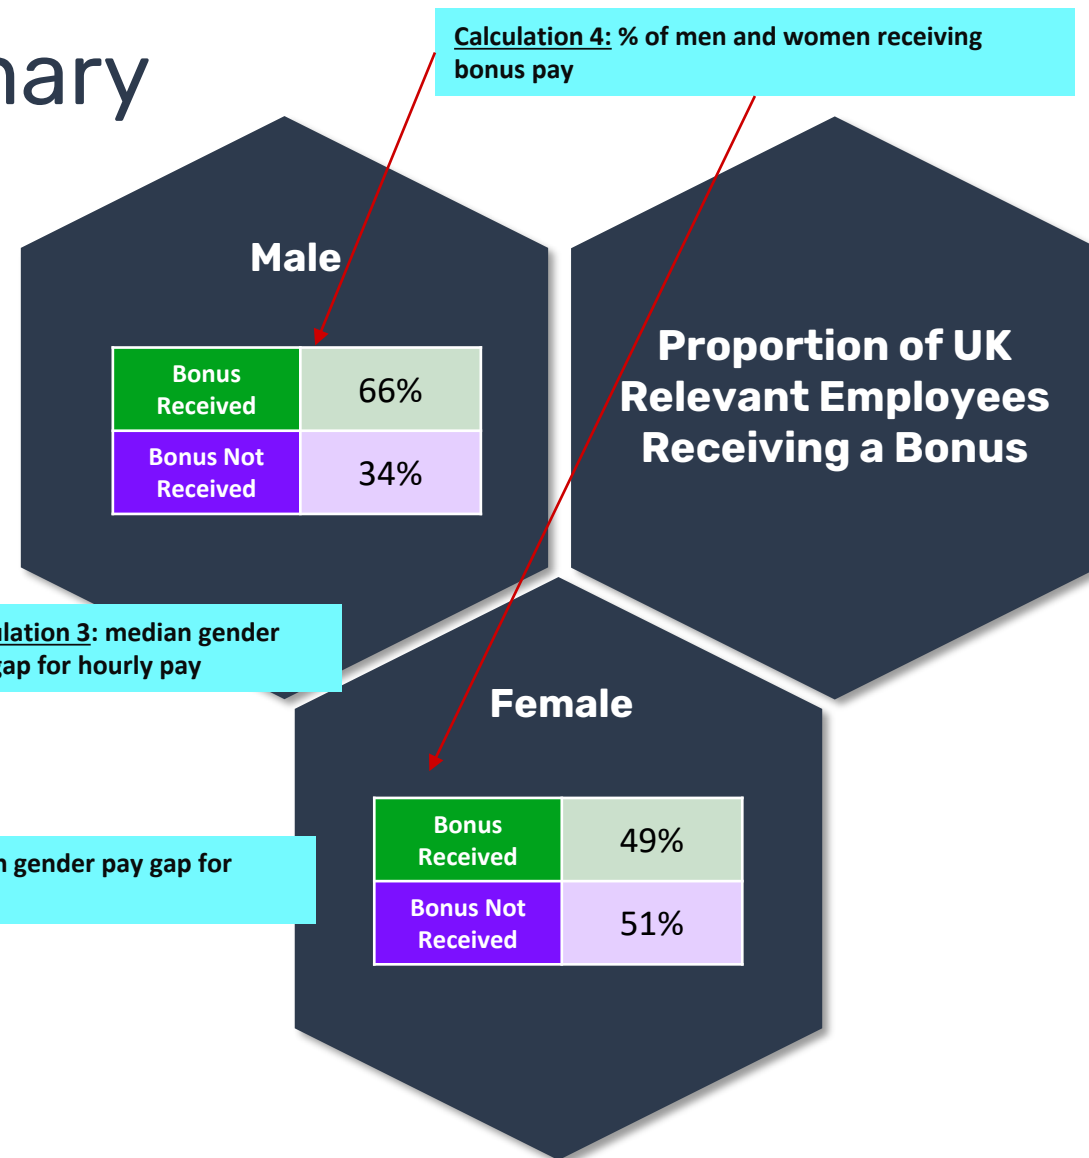 nary
Calculation 4: % of men and women receiving
bonus pay
Male
Bonus
Received
66%
Bonus Not
Received
34%
Proportion of UK
Relevant Employees
Receiving a Bonus
ulation 3: median gender
gap for hourly pay
Female
n gender pay gap for
Bonus
Received
49%
Bonus Not
Received
51%